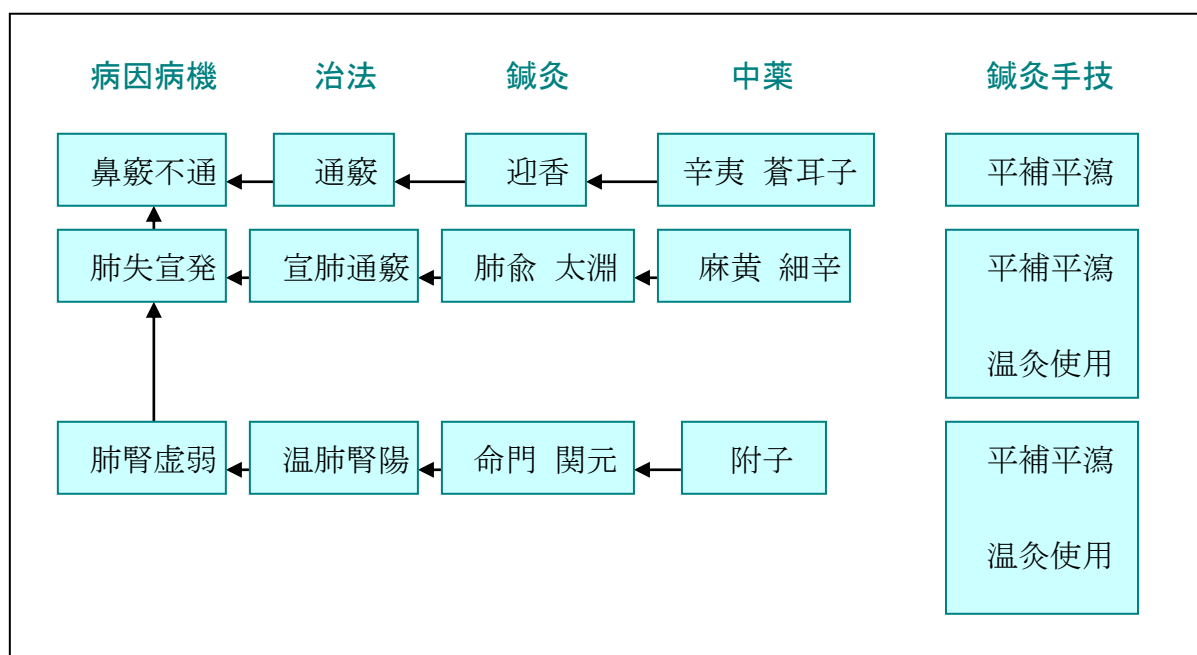 病因病機 治法 鍼灸 中薬 鍼灸手技
鼻竅不通 通竅 迎香 辛夷 蒼耳子 平補平瀉
肺失宣発 宣肺通竅 肺兪 太淵 麻黄 細辛 平補平瀉
温灸使用
肺腎虚弱 温肺腎陽 命門 関元 附子 平補平瀉
温灸使用